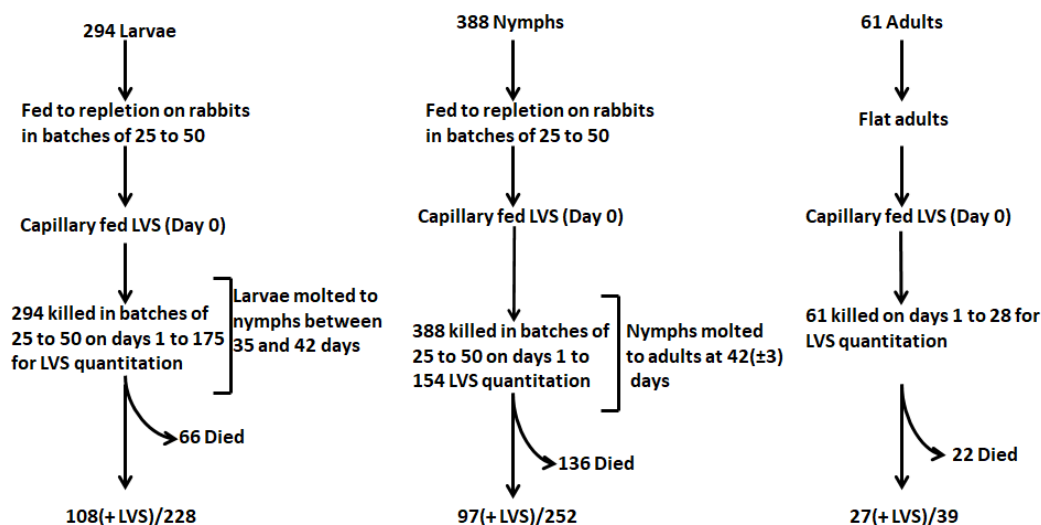 294 Larvae
Fed to repletion on rabbits
in batches of 25 to 50
Capillary fed LVS (Day 0)
294 killed in batches of
25 to 50 on days 1 to 175
for LVS quantitation
Larvae molted to
nymphs between
35 and 42 days
66 Died
108(+ LVS)/228
388 Nymphs
Fed to repletion on rabbits
in batches of 25 to 50
Capillary fed LVS (Day 0)
388 killed in batches of
25 to 50 on days 1 to
154 LVS quantitation
Nymphs molted
to adults at 42(±3)
days
136 Died
97(+ LVS)/252
61 Adults
Flat adults
Capillary fed LVS (Day 0)
61 killed on days 1 to 28 for
LVS quantitation
22 Died
27(+ LVS)/39